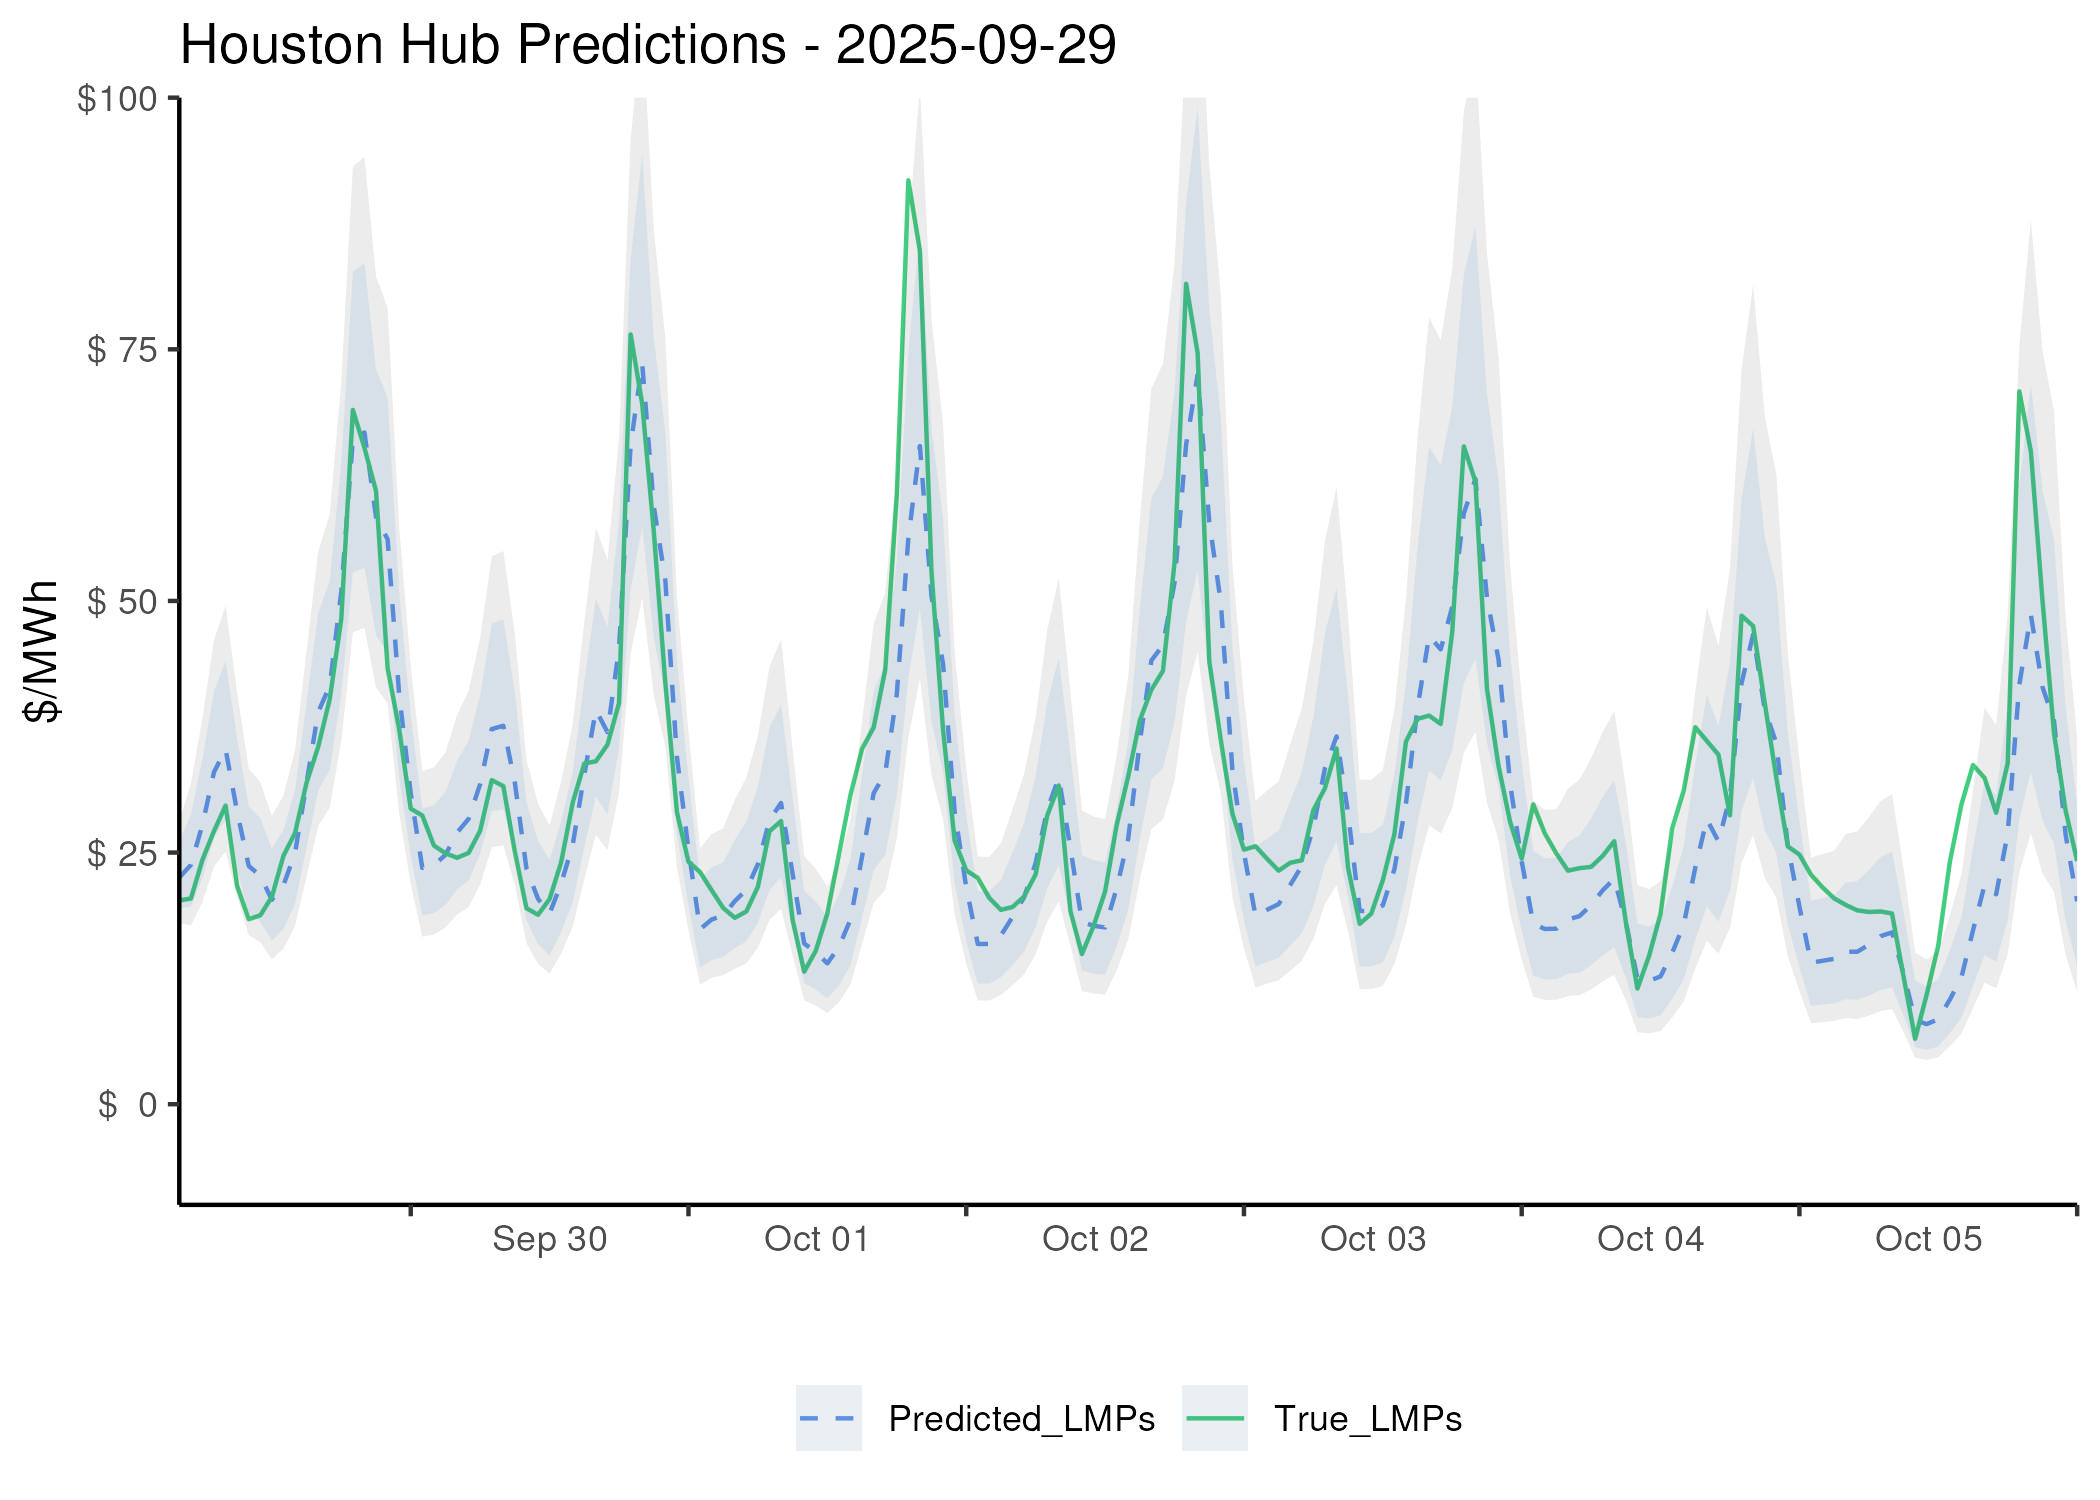 Houston Hub Predictions - 2025-09-29
$100
$ 75
$ 50
$ 25
$ 0
$/MWh
Sep 30 Oct 01 Oct 02 Oct 03 Oct 04 Oct 05
Predicted_LMPs True_LMPs